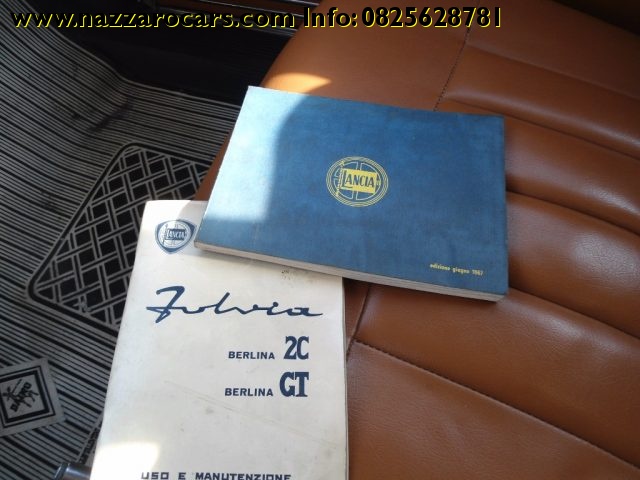 www.nazzarocars.com Info: 0825628781
LANCIA
edizione giugno 1967
LANCIA
Fulvia
BERLINA 2C
BERLINA GT
USO E MANUTENZIONE